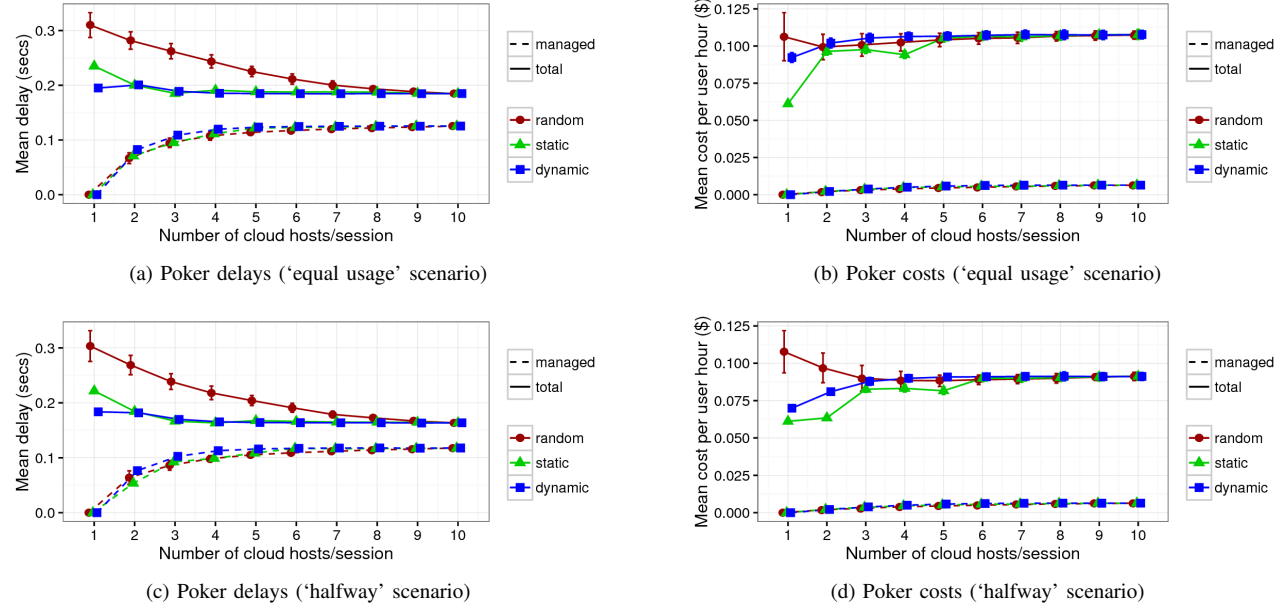 Mean delay (secs)
0.3
0.2
0.1
0.0
1 2 3 4 5 6 7 8 9 10
Number of cloud hosts/session
managed
total
random
static
dynamic
(a) Poker delays (‘equal usage’ scenario)
Mean cost per user hour ($)
0.125
0.100
0.075
0.050
0.025
0.000
1 2 3 4 5 6 7 8 9 10
Number of cloud hosts/session
managed
total
random
static
dynamic
(b) Poker costs (‘equal usage’ scenario)
Mean delay (secs)
0.3
0.2
0.1
0.0
1 2 3 4 5 6 7 8 9 10
Number of cloud hosts/session
managed
total
random
static
dynamic
(c) Poker delays (‘halfway’ scenario)
Mean cost per user hour ($)
0.125
0.100
0.075
0.050
0.025
0.000
1 2 3 4 5 6 7 8 9 10
Number of cloud hosts/session
managed
total
random
static
dynamic
(d) Poker costs (‘halfway’ scenario)